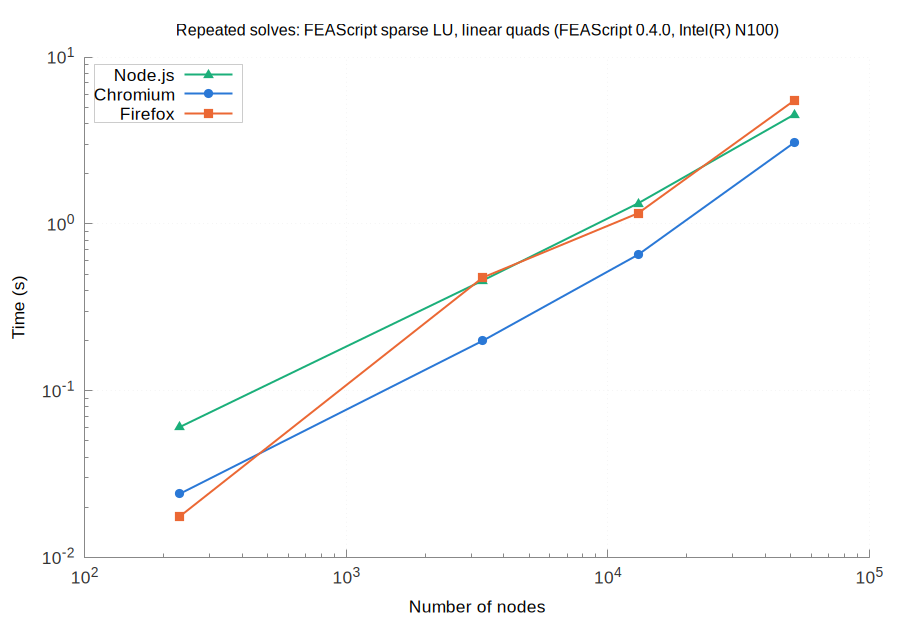 Repeated solves: FEAScript sparse LU, linear quads (FEAScript 0.4.0, Intel(R) N100)
Node.js
Chromium
Firefox
10^1
10^0
10^-1
10^-2
Time (s)
10^2 10^3 10^4 10^5
Number of nodes